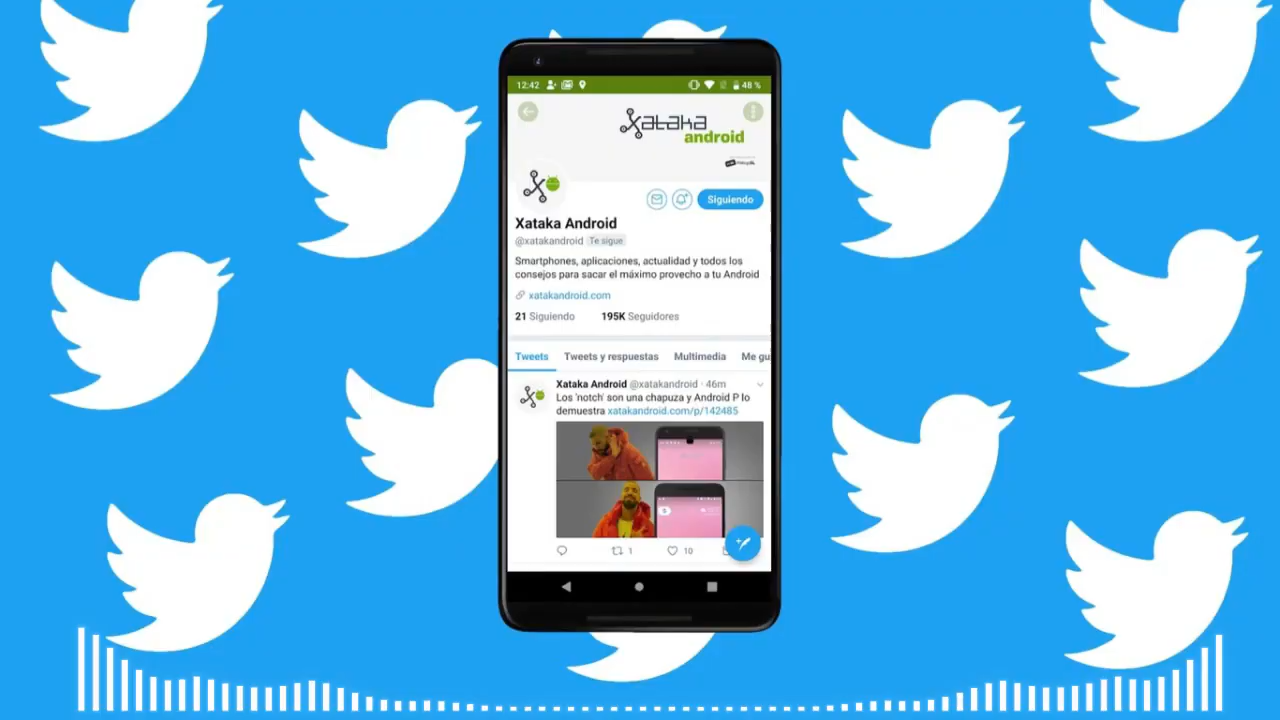 12:42
48 %
xataka
android
Siguiendo
Xataka Android
@xatakandroid Te sigue
Smartphones, aplicaciones, actualidad y todos los
consejos para sacar el máximo provecho a tu Android
xatakandroid.com
21 Siguiendo 195K Seguidores
Tweets Tweets y respuestas Multimedia Me gu
Xataka Android @xatakandroid · 46m
Los 'notch' son una chapuza y Android P lo
demuestra xatakandroid.com/p/142485
1 10